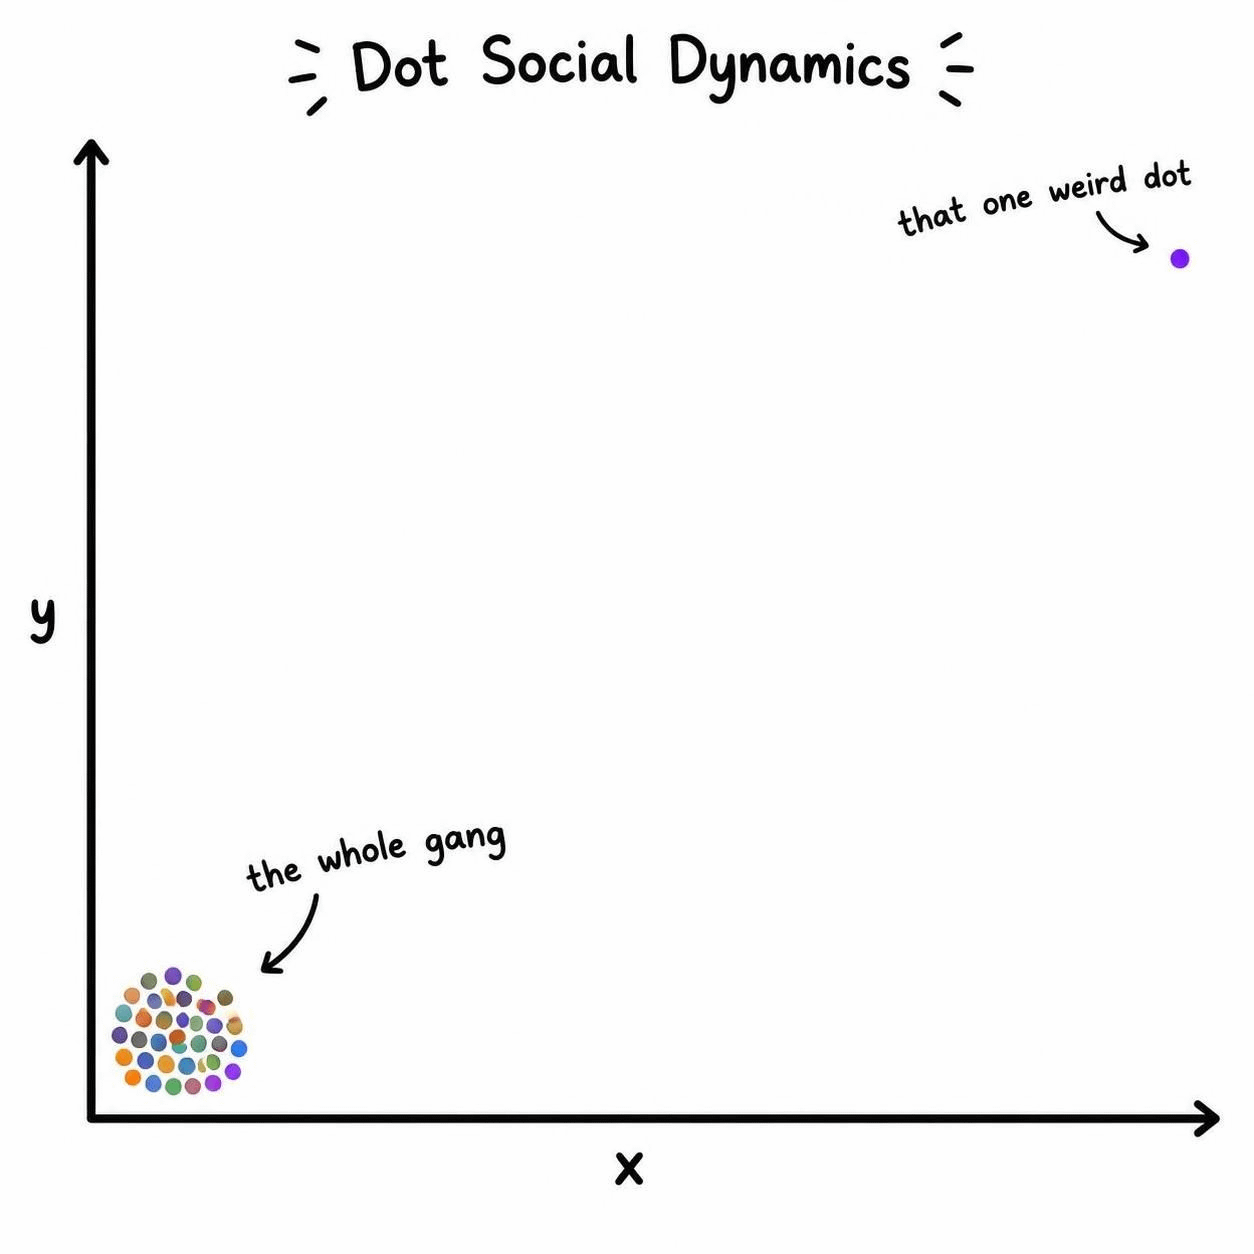 Dot Social Dynamics
that one weird dot
y
the whole gang
x